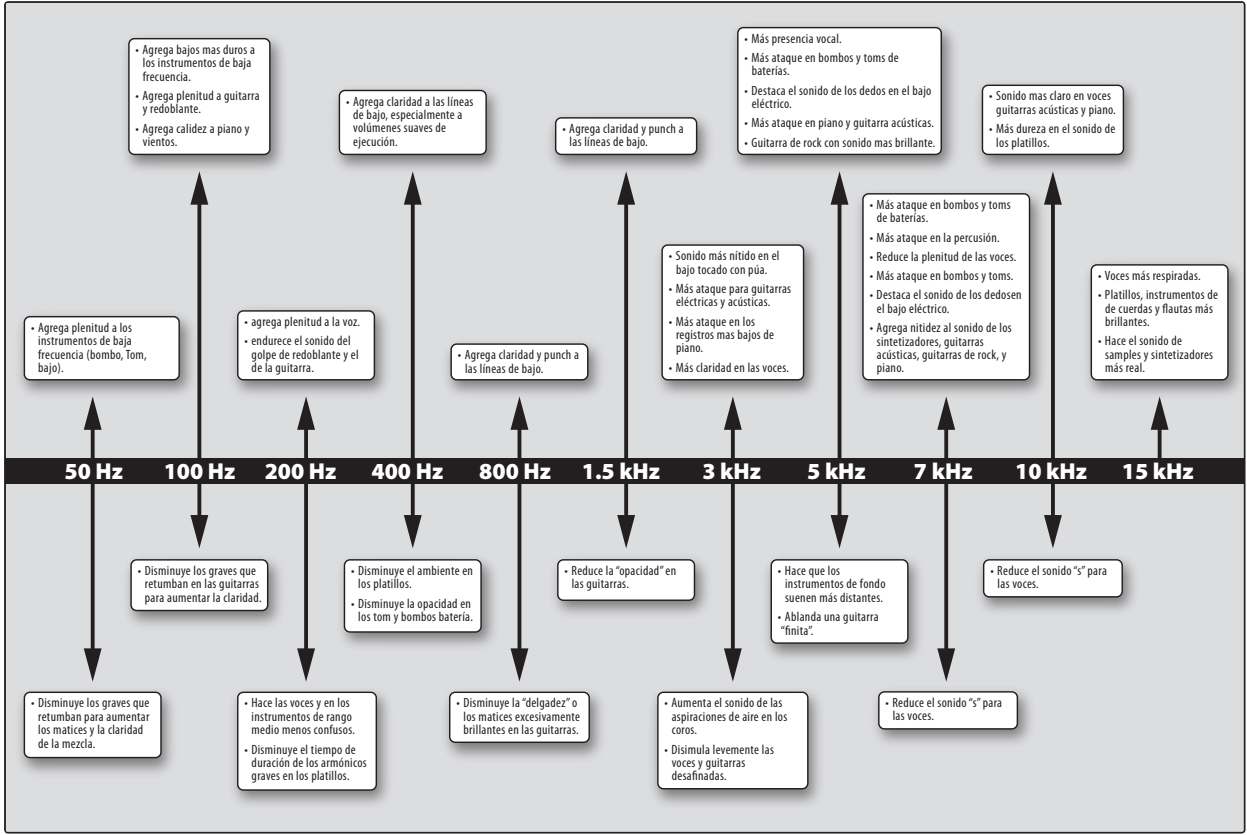 • Agrega bajos mas duros a
los instrumentos de baja
frecuencia.
• Agrega plenitud a guitarra
y redoblante.
• Agrega calidez a piano y
vientos.
• Agrega claridad a las líneas
de bajo, especialmente a
volúmenes suaves de
ejecución.
• Agrega claridad y punch a
las líneas de bajo.
• Más presencia vocal.
• Más ataque en bombos y toms de
baterías.
• Destaca el sonido de los dedos en el bajo
eléctrico.
• Más ataque en piano y guitarra acústicas.
• Guitarra de rock con sonido mas brillante.
• Sonido mas claro en voces
guitarras acústicas y piano.
• Más dureza en el sonido de
los platillos.
• Agrega plenitud a los
instrumentos de baja
frecuencia (bombo, Tom,
bajo).
• agrega plenitud a la voz.
• endurece el sonido del
golpe de redoblante y el
de la guitarra.
• Agrega claridad y punch a
las líneas de bajo.
• Sonido más nítido en el
bajo tocado con púa.
• Más ataque para guitarras
eléctricas y acústicas.
• Más ataque en los
registros mas bajos de
piano.
• Más claridad en las voces.
• Más ataque en bombos y toms
de baterías.
• Más ataque en la percusión.
• Reduce la plenitud de las voces.
• Más ataque en bombos y toms.
• Destaca el sonido de los dedosen
el bajo eléctrico.
• Agrega nitidez al sonido de los
sintetizadores, guitarras
acústicas, guitarras de rock, y
piano.
• Voces más respiradas.
• Platillos, instrumentos de
de cuerdas y flautas más
brillantes.
• Hace el sonido de
samples y sintetizadores
más real.
50 Hz 100 Hz 200 Hz 400 Hz 800 Hz 1.5 kHz 3 kHz 5 kHz 7 kHz 10 kHz 15 kHz
• Disminuye los graves que
retumban en las guitarras
para aumentar la claridad.
• Disminuye el ambiente en
los platillos.
• Disminuye la opacidad en
los tom y bombos batería.
• Reduce la "opacidad" en
las guitarras.
• Hace que los
instrumentos de fondo
suenen más distantes.
• Ablanda una guitarra
"finita".
• Reduce el sonido "s" para
las voces.
• Disminuye los graves que
retumban para aumentar
los matices y la claridad
de la mezcla.
• Hace las voces y en los
instrumentos de rango
medio menos confusos.
• Disminuye el tiempo de
duración de los armónicos
graves en los platillos.
• Disminuye la "delgadez" o
los matices excesivamente
brillantes en las guitarras.
• Aumenta el sonido de las
aspiraciones de aire en los
coros.
• Disimula levemente las
voces y guitarras
desafinadas.
• Reduce el sonido "s" para
las voces.